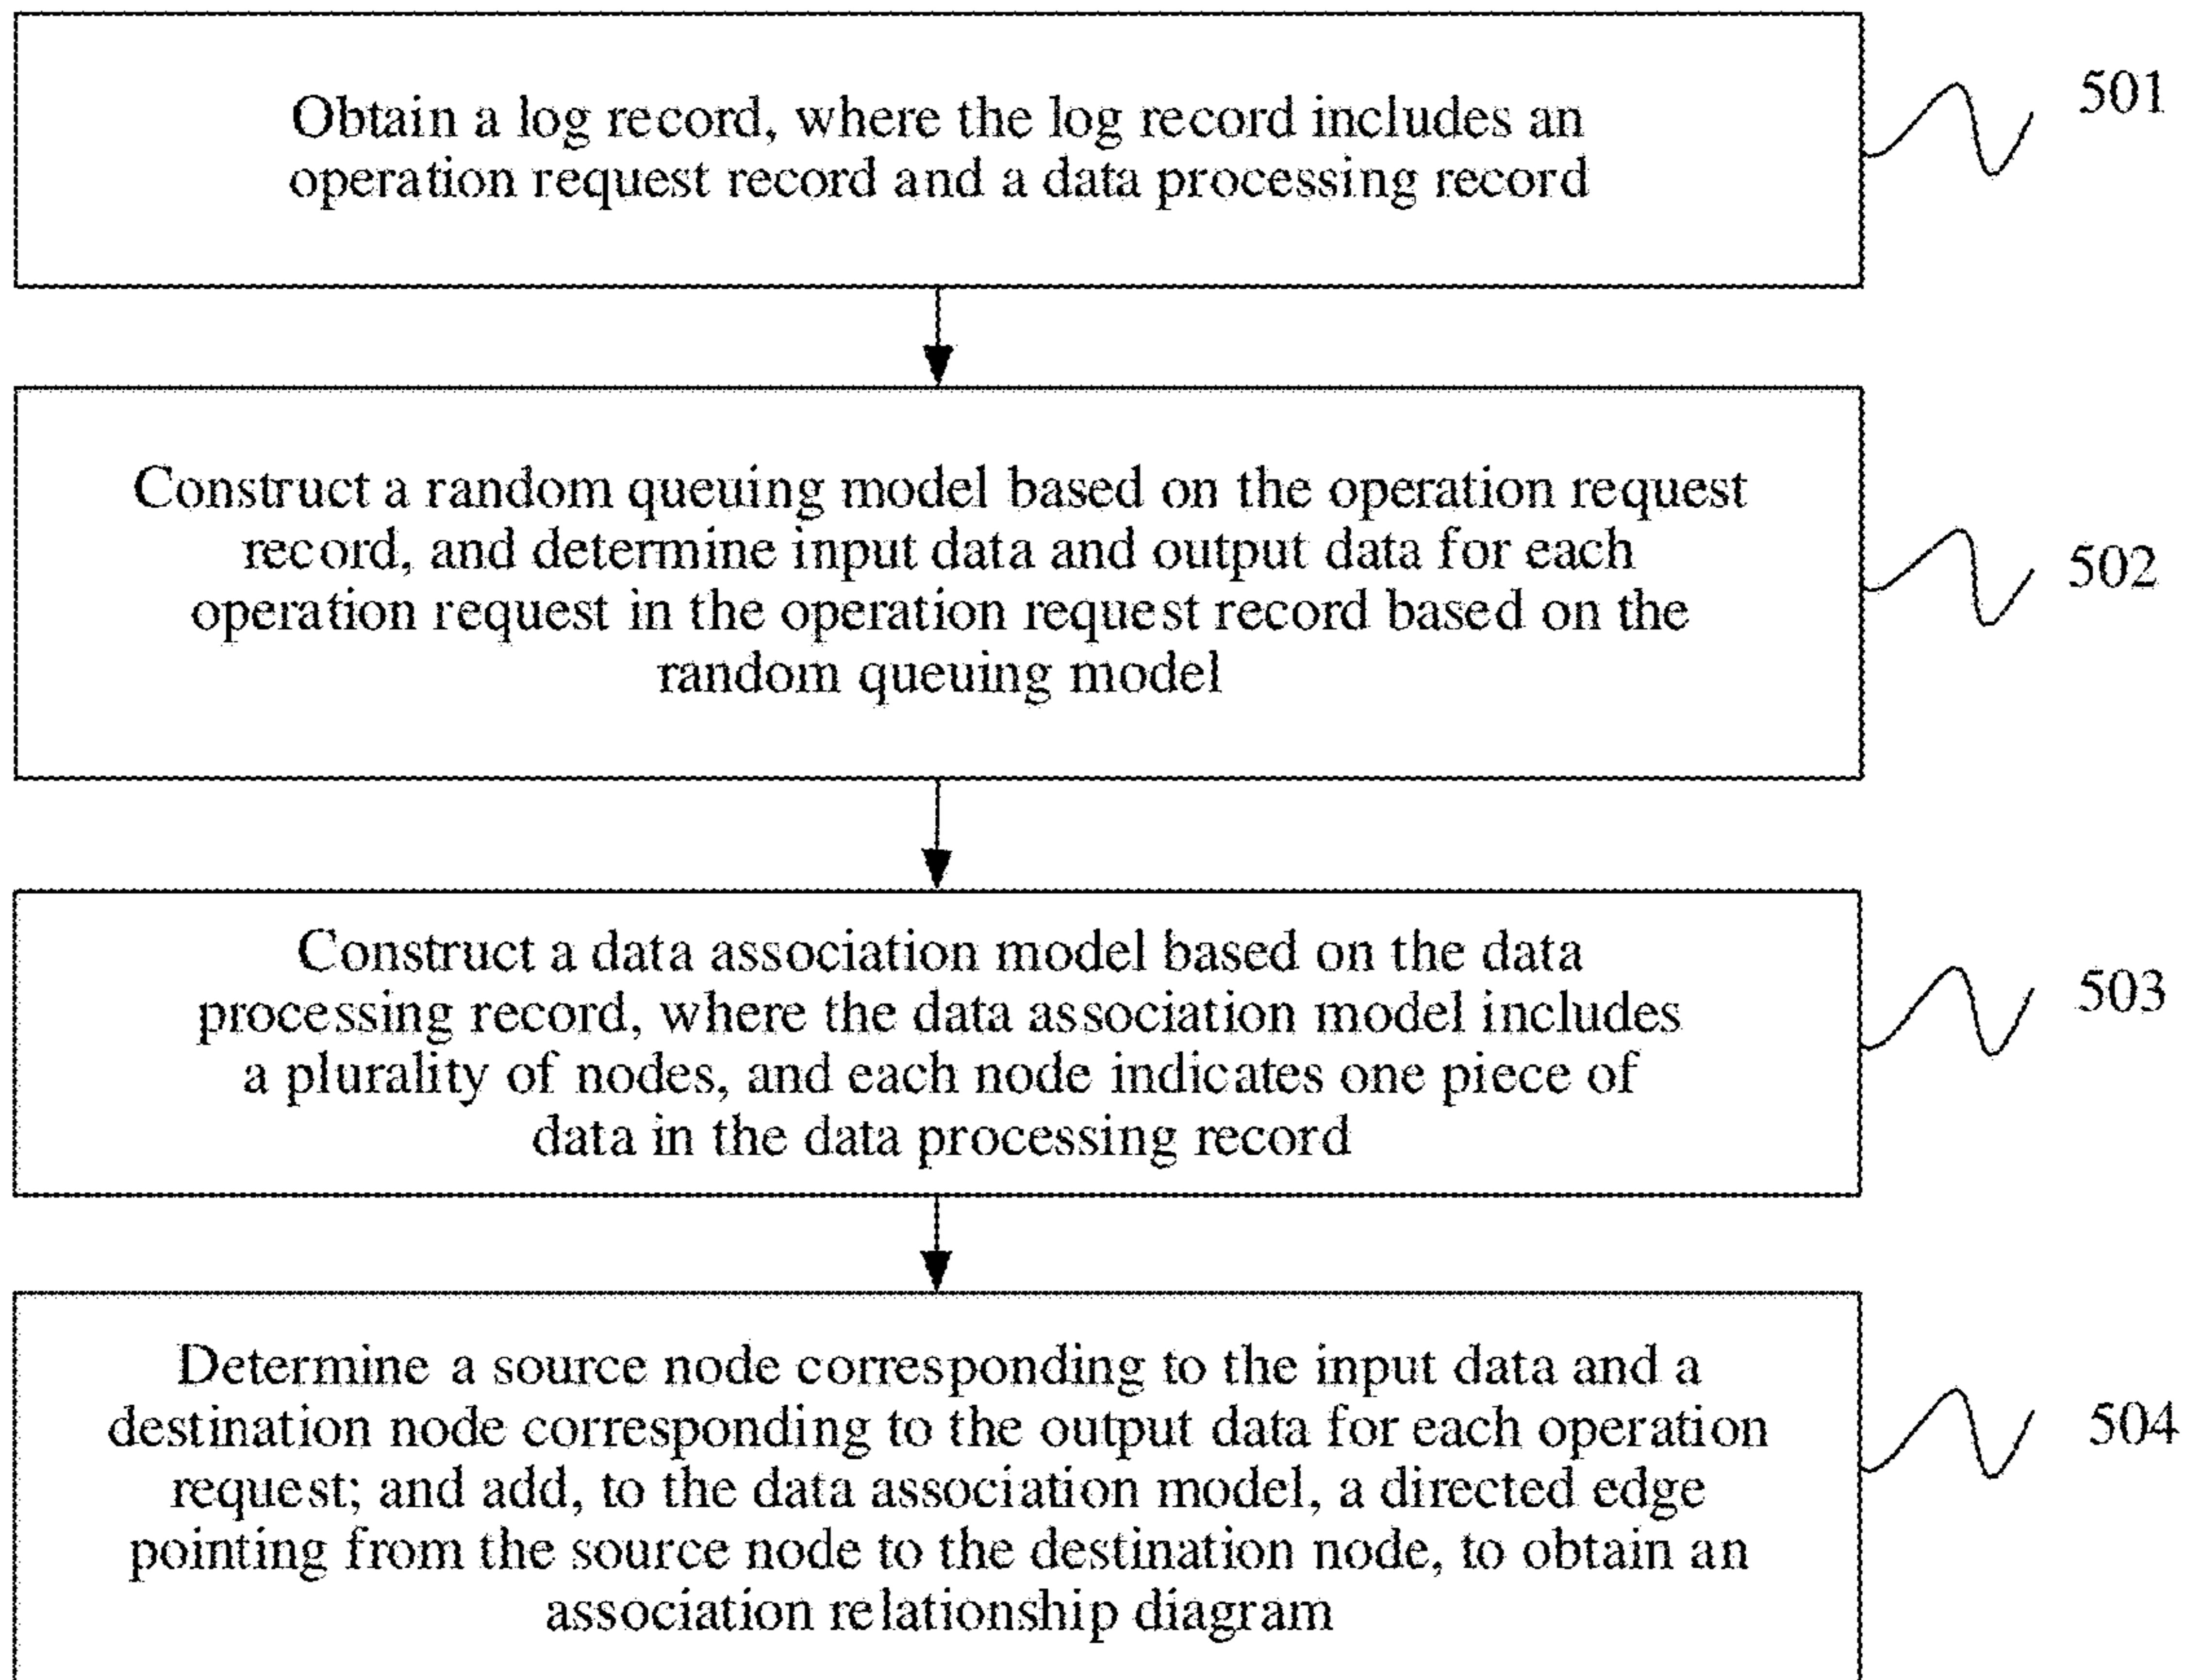 Obtain a log record, where the log record includes an
operation request record and a data processing record
501
Construct a random queuing model based on the operation request
record, and determine input data and output data for each
operation request in the operation request record based on the
random queuing model
502
Construct a data association model based on the data
processing record, where the data association model includes
a plurality of nodes, and each node indicates one piece of
data in the data processing record
503
Determine a source node corresponding to the input data and a
destination node corresponding to the output data for each operation
request; and add, to the data association model, a directed edge
pointing from the source node to the destination node, to obtain an
association relationship diagram
504